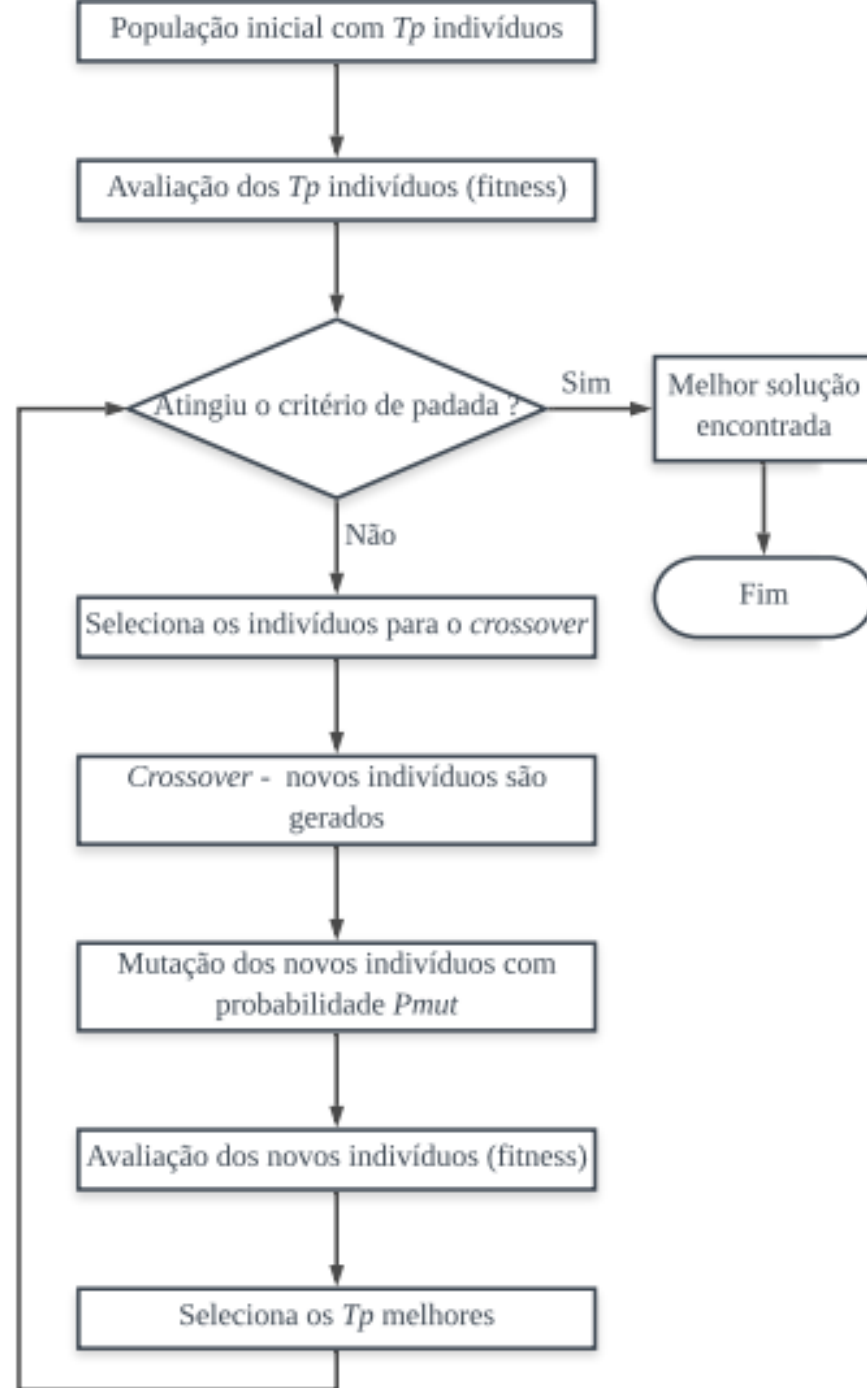 População inicial com Tp indivíduos
Avaliação dos Tp indivíduos (fitness)
Atingiu o critério de padada ?
Sim
Melhor solução
encontrada
Fim
Não
Seleciona os indivíduos para o crossover
Crossover - novos indivíduos são
gerados
Mutação dos novos indivíduos com
probabilidade Pmut
Avaliação dos novos indivíduos (fitness)
Seleciona os Tp melhores